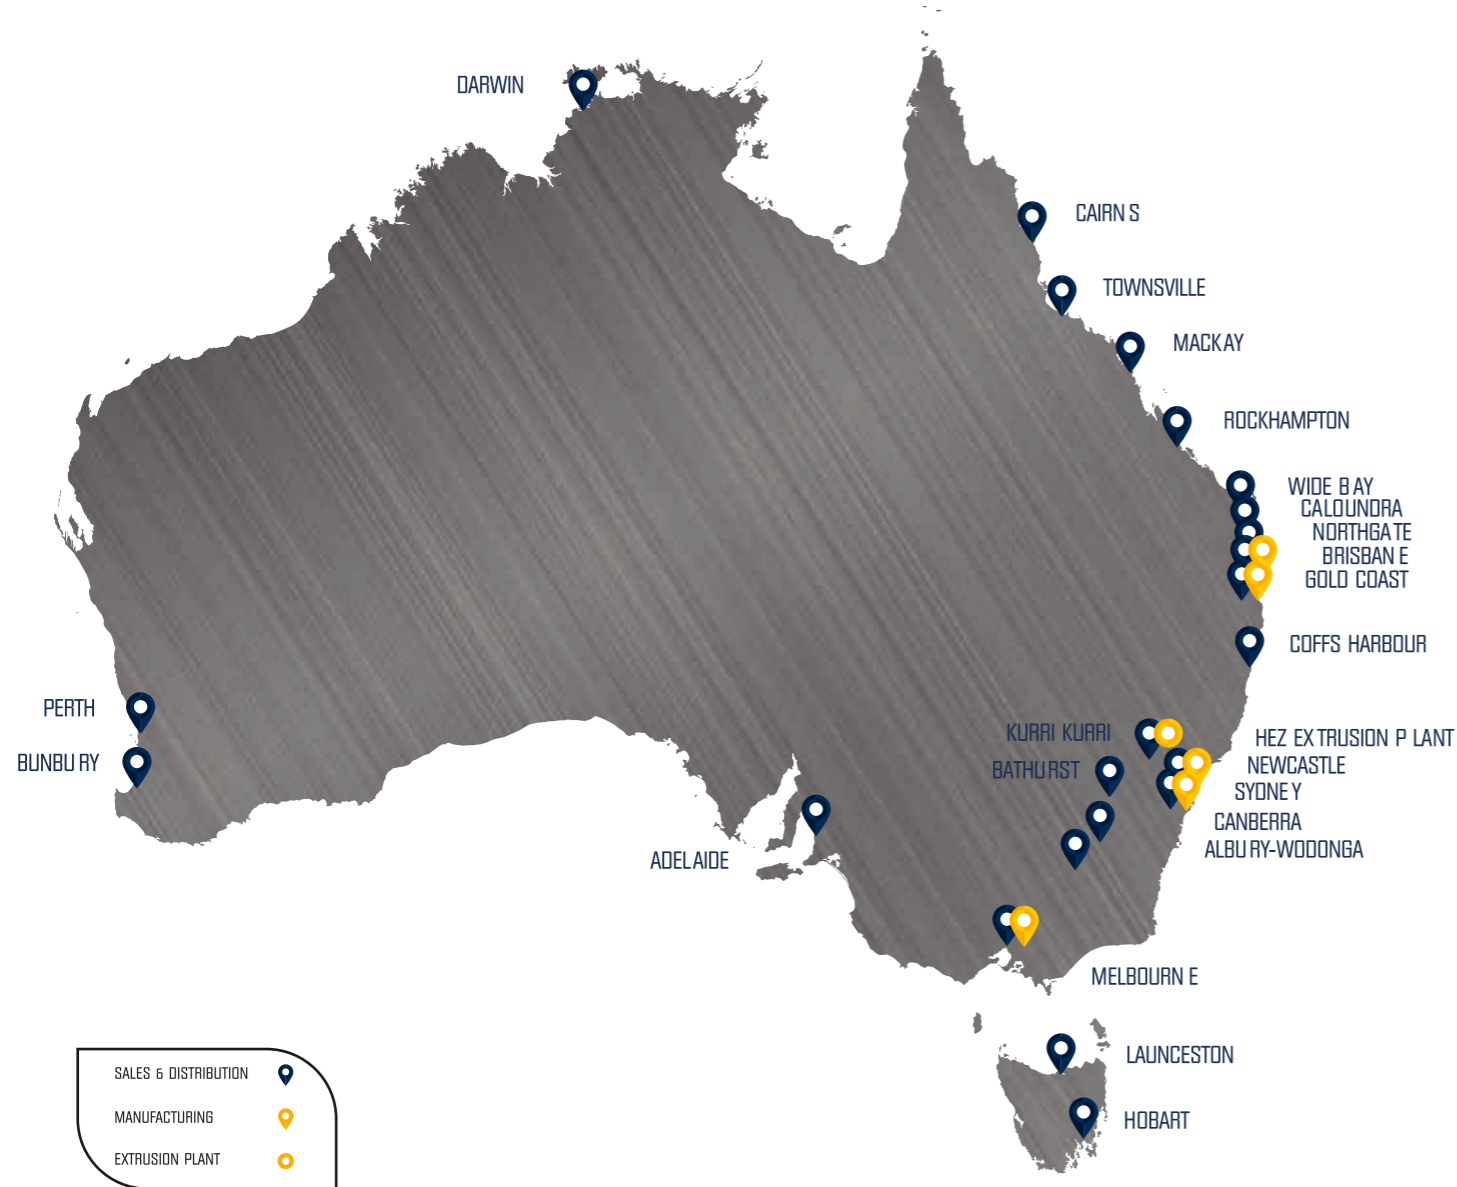 DARWIN
CAIRNS
TOWNSVILLE
MACKAY
ROCKHAMPTON
WIDE BAY
CALOUNDRA
NORTHGATE
BRISBANE
GOLD COAST
COFFS HARBOUR
PERTH
BUNBURY
KURRI KURRI
BATHURST
HEZ EXTRUSION PLANT
NEWCASTLE
SYDNEY
CANBERRA
ALBURY-WODONGA
ADELAIDE
MELBOURNE
LAUNCESTON
HOBART
SALES & DISTRIBUTION
MANUFACTURING
EXTRUSION PLANT